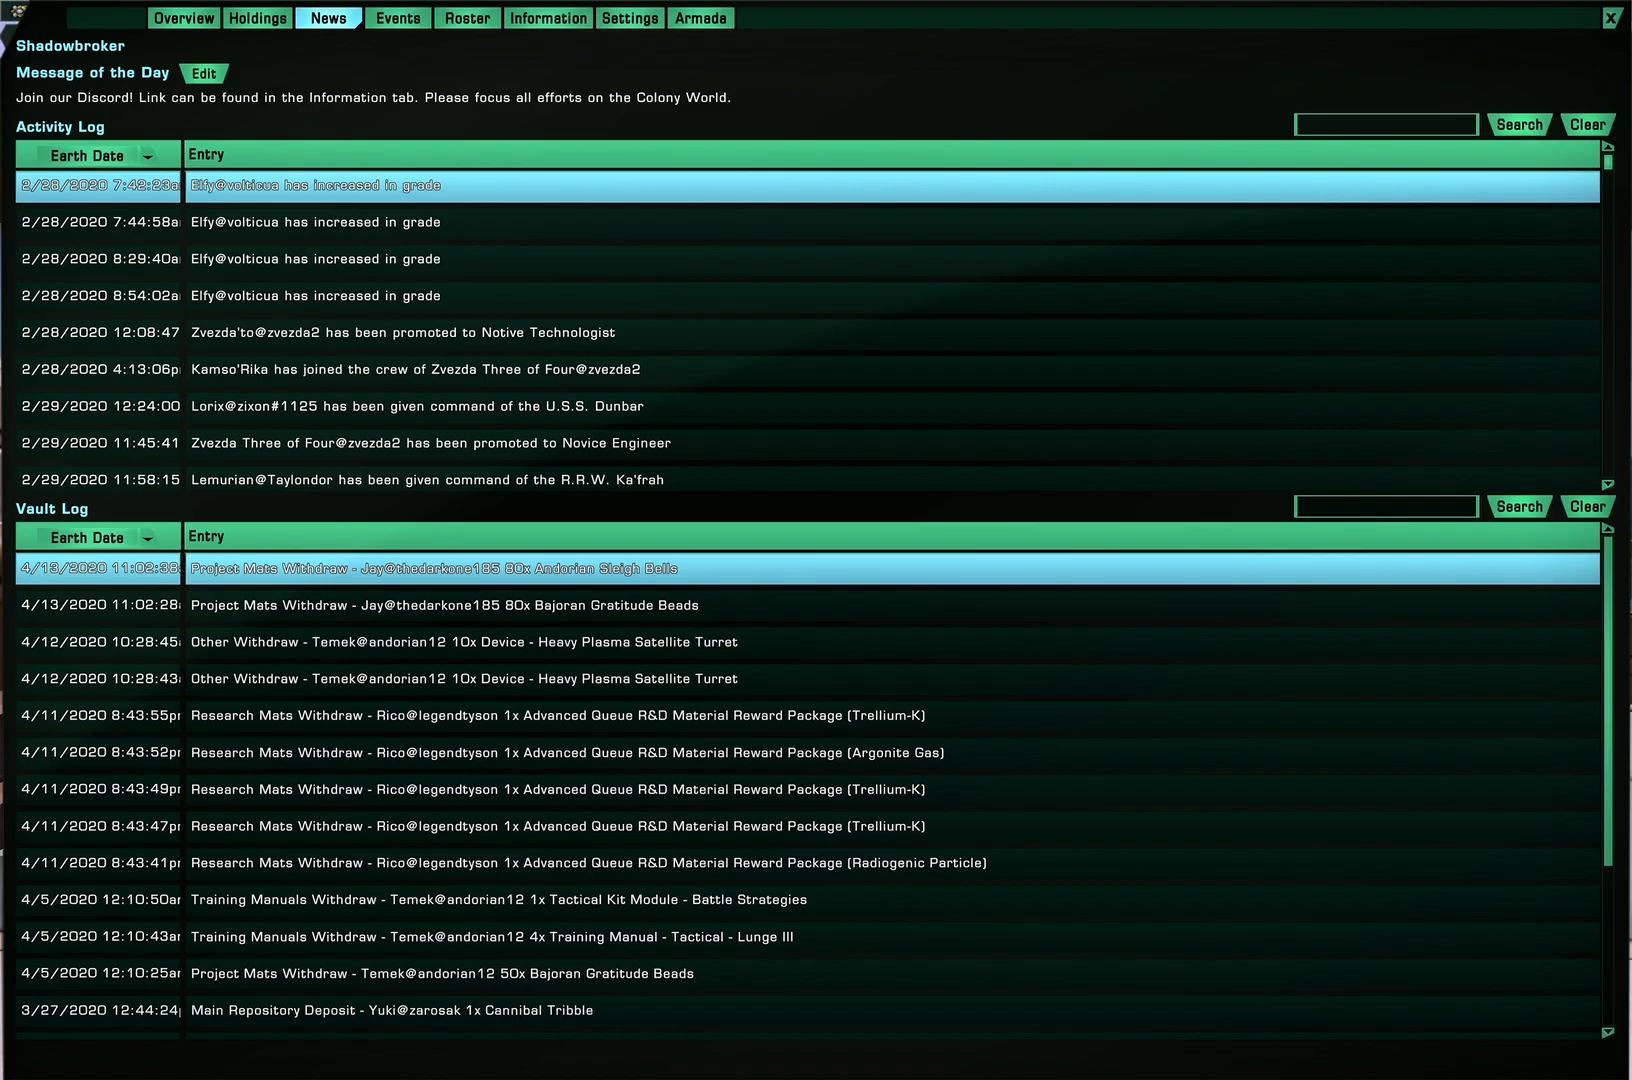 Overview Holdings News Events Roster Information Settings Armada X
Shadowbroker
Message of the Day Edit
Join our Discord! Link can be found in the Information tab. Please focus all efforts on the Colony World.
Activity Log Search Clear
Earth Date Entry
2/28/2020 7:42:23a Elfy@volticua has increased in grade
2/28/2020 7:44:58a Elfy@volticua has increased in grade
2/28/2020 8:29:40a Elfy@volticua has increased in grade
2/28/2020 8:54:02a Elfy@volticua has increased in grade
2/28/2020 12:08:47 Zvezda'to@zvezda2 has been promoted to Notive Technologist
2/28/2020 4:13:06p Kamso'Rika has joined the crew of Zvezda Three of Four@zvezda2
2/29/2020 12:24:00 Lorix@zixon#1125 has been given command of the U.S.S. Dunbar
2/29/2020 11:45:41 Zvezda Three of Four@zvezda2 has been promoted to Novice Engineer
2/29/2020 11:58:15 Lemurian@Taylondor has been given command of the R.R.W. Ka'frah
Vault Log Search Clear
Earth Date Entry
4/13/2020 11:02:38 Project Mats Withdraw - Jay@thedarkone185 80x Andorian Sleigh Bells
4/13/2020 11:02:28 Project Mats Withdraw - Jay@thedarkone185 80x Bajoran Gratitude Beads
4/12/2020 10:28:45 Other Withdraw - Temek@andorian12 10x Device - Heavy Plasma Satellite Turret
4/12/2020 10:28:43 Other Withdraw - Temek@andorian12 10x Device - Heavy Plasma Satellite Turret
4/11/2020 8:43:55p Research Mats Withdraw - Rico@legendtyson 1x Advanced Queue R&D Material Reward Package (Trellium-K)
4/11/2020 8:43:52p Research Mats Withdraw - Rico@legendtyson 1x Advanced Queue R&D Material Reward Package (Argonite Gas)
4/11/2020 8:43:49p Research Mats Withdraw - Rico@legendtyson 1x Advanced Queue R&D Material Reward Package (Trellium-K)
4/11/2020 8:43:47p Research Mats Withdraw - Rico@legendtyson 1x Advanced Queue R&D Material Reward Package (Trellium-K)
4/11/2020 8:43:41p Research Mats Withdraw - Rico@legendtyson 1x Advanced Queue R&D Material Reward Package (Radiogenic Particle)
4/5/2020 12:10:50a Training Manuals Withdraw - Temek@andorian12 1x Tactical Kit Module - Battle Strategies
4/5/2020 12:10:43a Training Manuals Withdraw - Temek@andorian12 4x Training Manual - Tactical - Lunge III
4/5/2020 12:10:25a Project Mats Withdraw - Temek@andorian12 50x Bajoran Gratitude Beads
3/27/2020 12:44:24 Main Repository Deposit - Yuki@zarosak 1x Cannibal Tribble